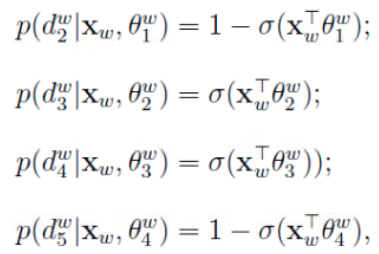 p(d_2^w|x_w, θ_1^w) = 1 − σ(x_w^⊤θ_1^w);
p(d_3^w|x_w, θ_2^w) = σ(x_w^⊤θ_2^w);
p(d_4^w|x_w, θ_3^w) = σ(x_w^⊤θ_3^w));
p(d_5^w|x_w, θ_4^w) = 1 − σ(x_w^⊤θ_4^w),